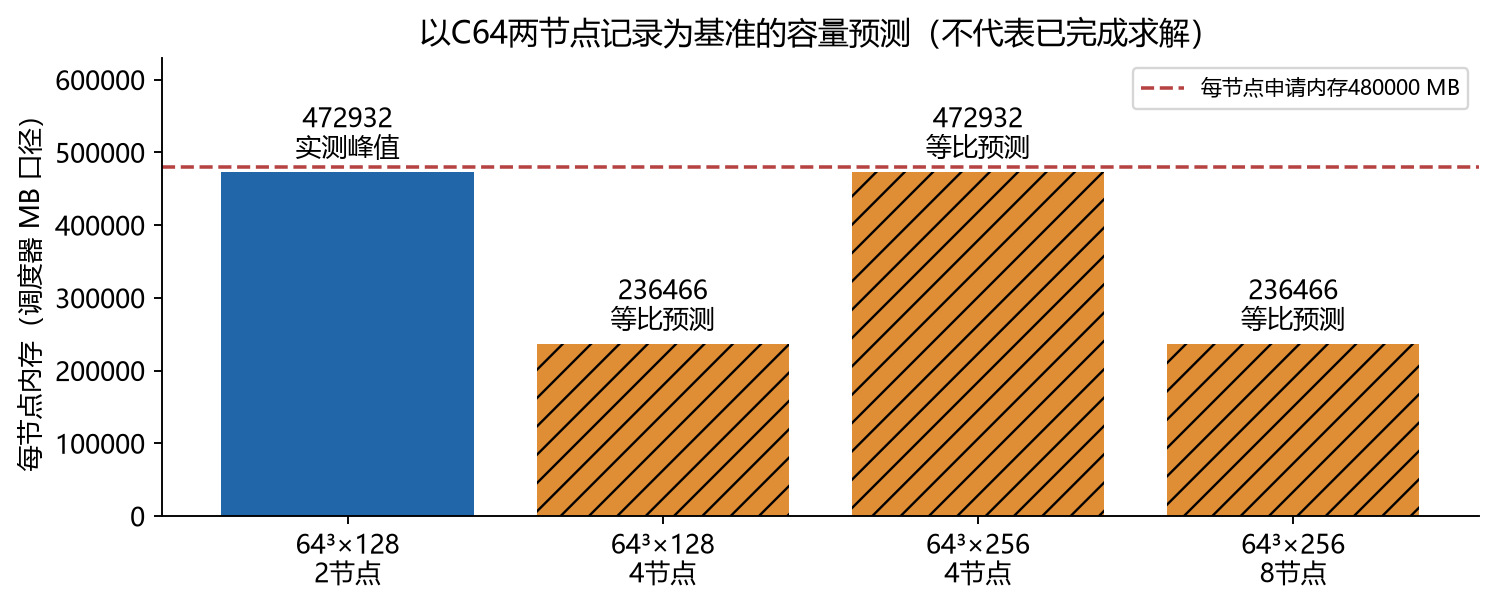 以C64两节点记录为基准的容量预测（不代表已完成求解）
每节点申请内存480000 MB
每节点内存（调度器 MB 口径）
600000
500000
400000
300000
200000
100000
0
472932
实测峰值
236466
等比预测
472932
等比预测
236466
等比预测
64³×128
2节点
64³×128
4节点
64³×256
4节点
64³×256
8节点